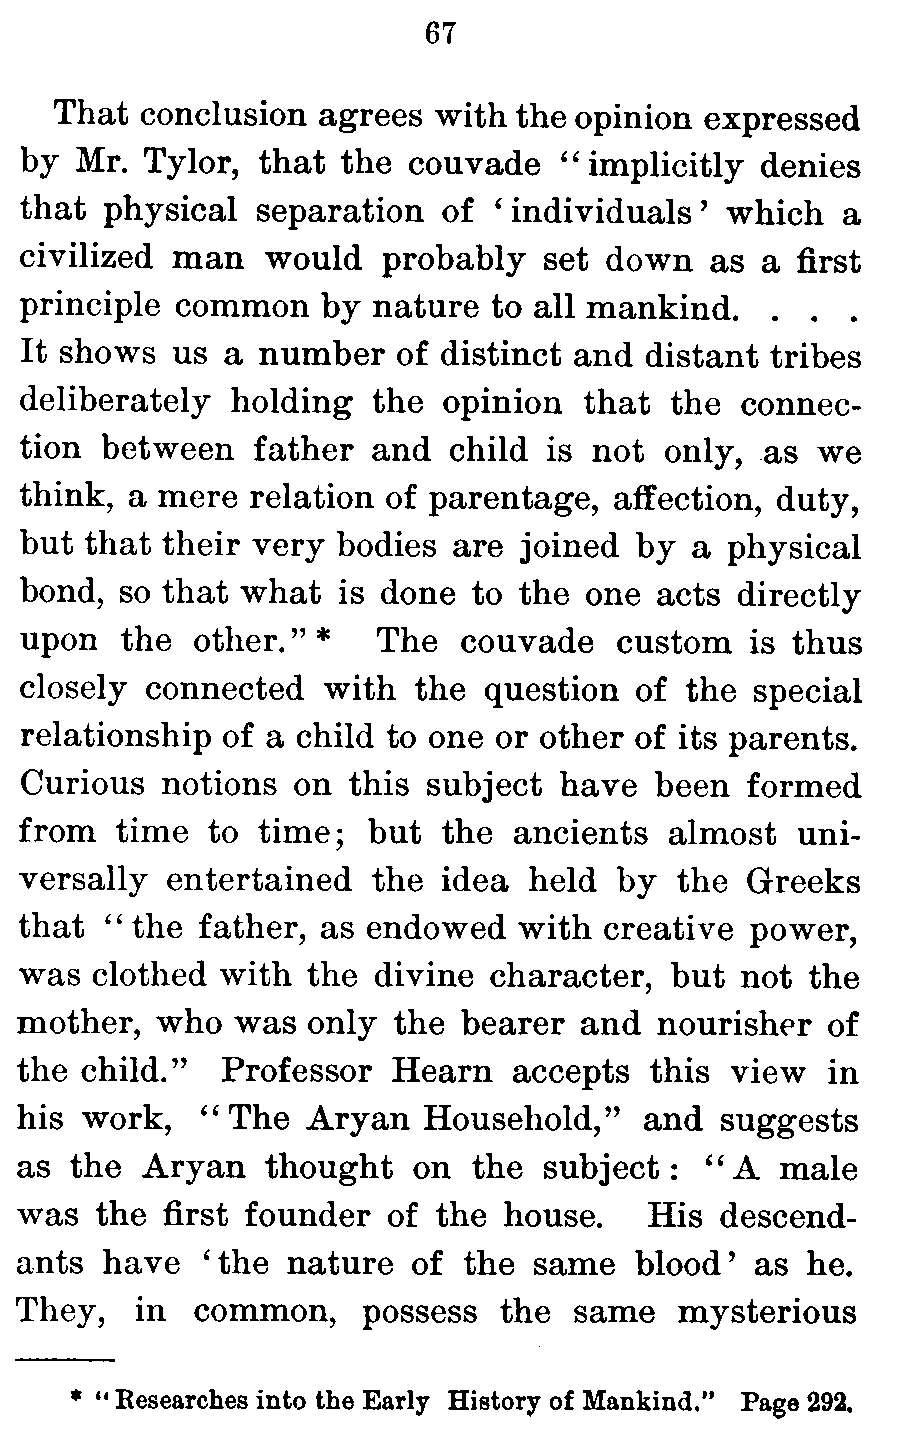 67
That conclusion agrees with the opinion expressed
by Mr. Tylor, that the couvade “implicitly denies
that physical separation of ‘individuals’ which a
civilized man would probably set down as a first
principle common by nature to all mankind. . . .
It shows us a number of distinct and distant tribes
deliberately holding the opinion that the connec-
tion between father and child is not only, as we
think, a mere relation of parentage, affection, duty,
but that their very bodies are joined by a physical
bond, so that what is done to the one acts directly
upon the other.”* The couvade custom is thus
closely connected with the question of the special
relationship of a child to one or other of its parents.
Curious notions on this subject have been formed
from time to time; but the ancients almost uni-
versally entertained the idea held by the Greeks
that “the father, as endowed with creative power,
was clothed with the divine character, but not the
mother, who was only the bearer and nourisher of
the child.” Professor Hearn accepts this view in
his work, “The Aryan Household,” and suggests
as the Aryan thought on the subject: “A male
was the first founder of the house. His descend-
ants have ‘the nature of the same blood’ as he.
They, in common, possess the same mysterious
* “Researches into the Early History of Mankind.” Page 292.